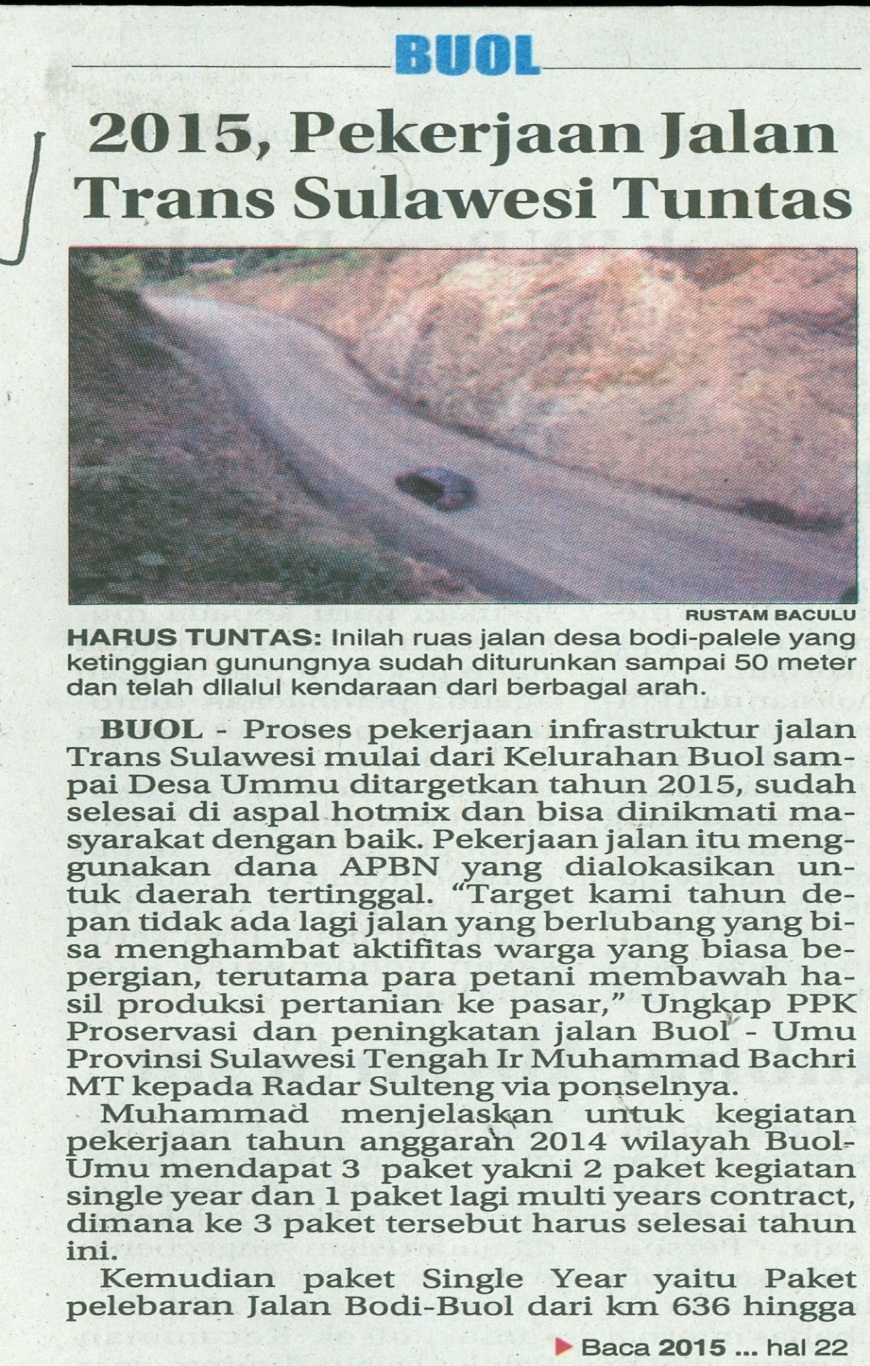 BUOL
2015, Pekerjaan Jalan
Trans Sulawesi Tuntas
RUSTAM BACULU
HARUS TUNTAS: Inilah ruas jalan desa bodi-palele yang
ketinggian gunungnya sudah diturunkan sampai 50 meter
dan telah dilalul kendaraan dari berbagal arah.
BUOL - Proses pekerjaan infrastruktur jalan
Trans Sulawesi mulai dari Kelurahan Buol sam-
pai Desa Ummu ditargetkan tahun 2015, sudah
selesai di aspal hotmix dan bisa dinikmati ma-
syarakat dengan baik. Pekerjaan jalan itu meng-
gunakan dana APBN yang dialokasikan un-
tuk daerah tertinggal. “Target kami tahun de-
pan tidak ada lagi jalan yang berlubang yang bi-
sa menghambat aktifitas warga yang biasa be-
pergian, terutama para petani membawah ha-
sil produksi pertanian ke pasar,” Ungkap PPK
Proservasi dan peningkatan jalan Buol - Umu
Provinsi Sulawesi Tengah Ir Muhammad Bachri
MT kepada Radar Sulteng via ponselnya.
Muhammad menjelaskan untuk kegiatan
pekerjaan tahun anggaran 2014 wilayah Buol-
Umu mendapat 3 paket yakni 2 paket kegiatan
single year dan 1 paket lagi multi years contract,
dimana ke 3 paket tersebut harus selesai tahun
ini.
Kemudian paket Single Year yaitu Paket
pelebaran Jalan Bodi-Buol dari km 636 hingga
Baca 2015 ... hal 22